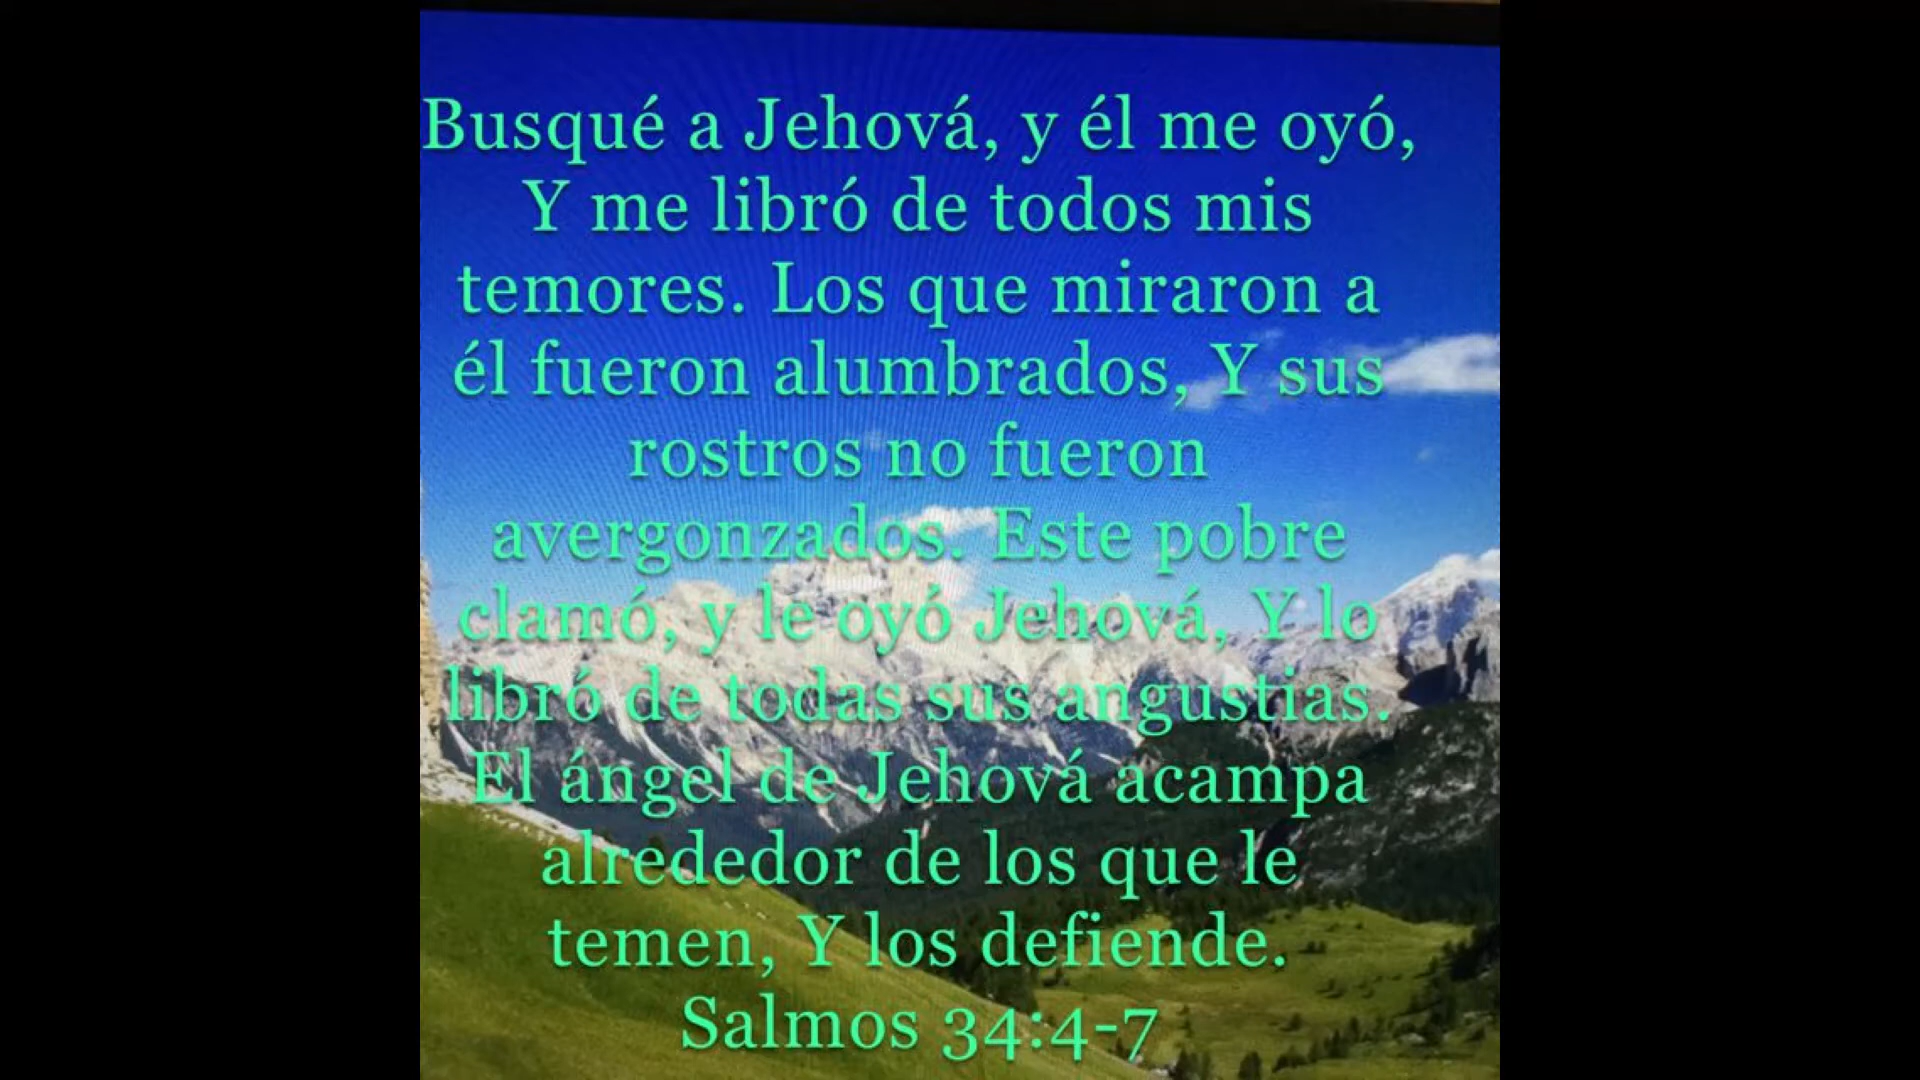 Busqué a Jehová, y él me oyó,
Y me libró de todos mis
temores. Los que miraron a
él fueron alumbrados, Y sus
rostros no fueron
avergonzados. Este pobre
clamó, y le oyó Jehová, Y lo
libró de todas sus angustias.
El ángel de Jehová acampa
alrededor de los que le
temen, Y los defiende.
Salmos 34:4-7